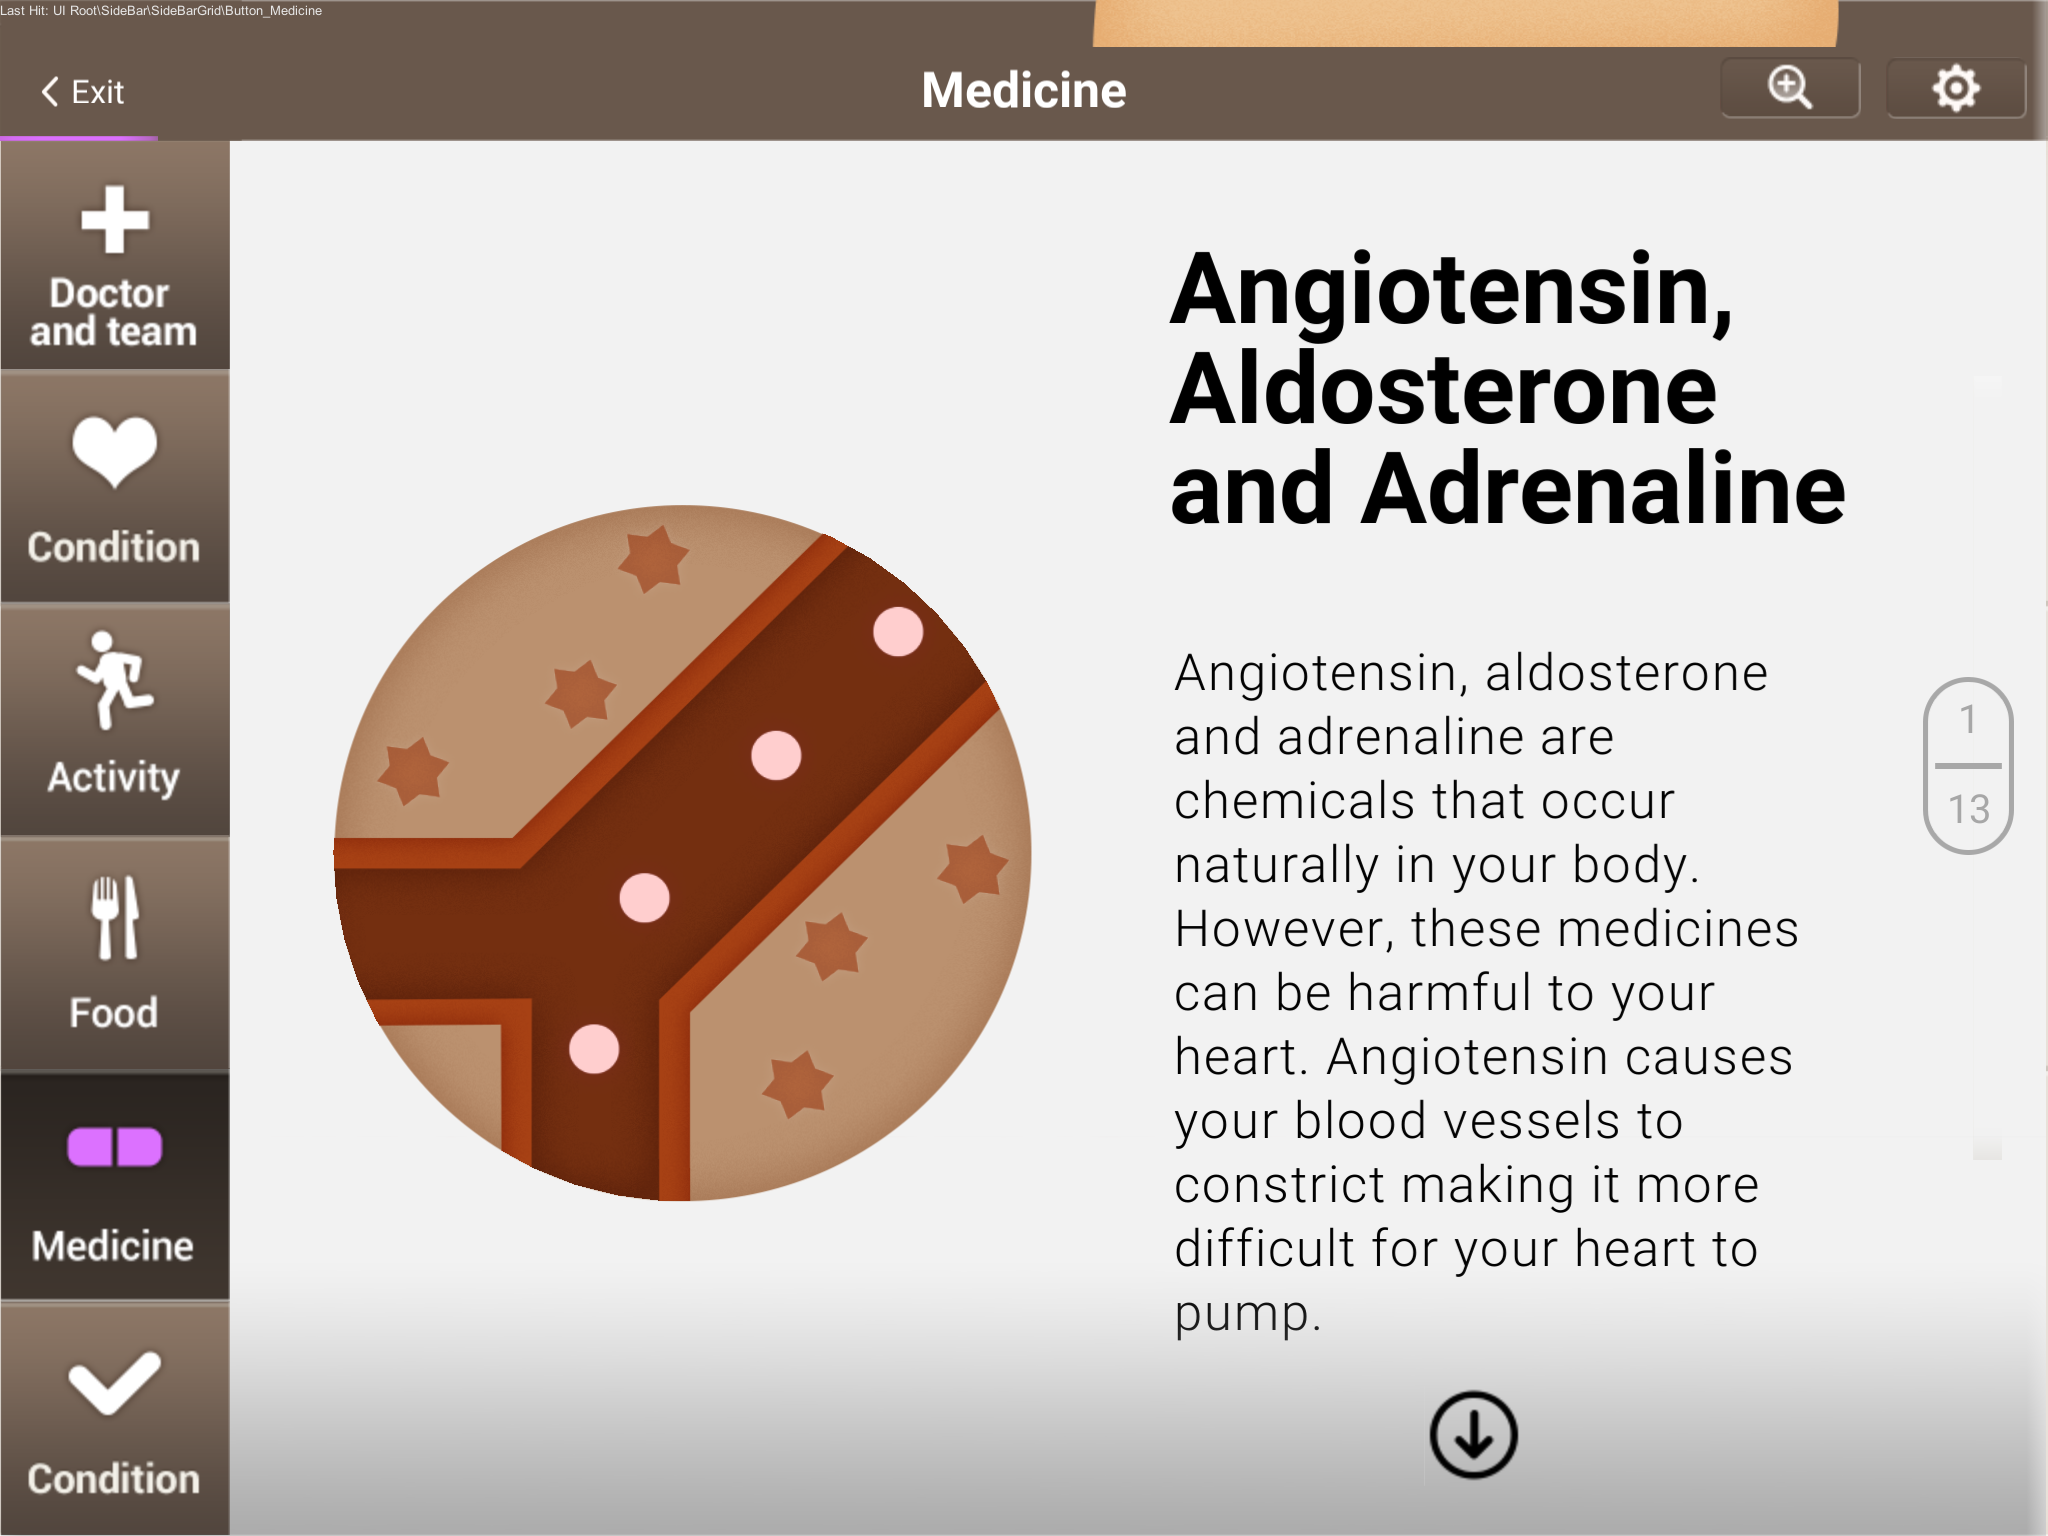 Last Hit: UI Root\SideBar\SideBarGrid\Button_Medicine
Exit
Medicine
Doctor
and team
Condition
Activity
Food
Medicine
Condition
Angiotensin,
Aldosterone
and Adrenaline
Angiotensin, aldosterone
and adrenaline are
chemicals that occur
naturally in your body.
However, these medicines
can be harmful to your
heart. Angiotensin causes
your blood vessels to
constrict making it more
difficult for your heart to
pump.
1
13